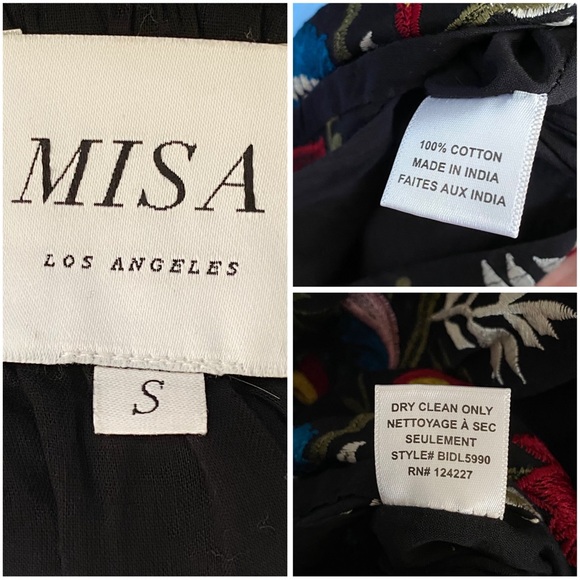 MISA
LOS ANGELES
S
100% COTTON
MADE IN INDIA
FAITES AUX INDIA
DRY CLEAN ONLY
NETTOYAGE À SEC
SEULEMENT
STYLE# BIDL5990
RN# 124227